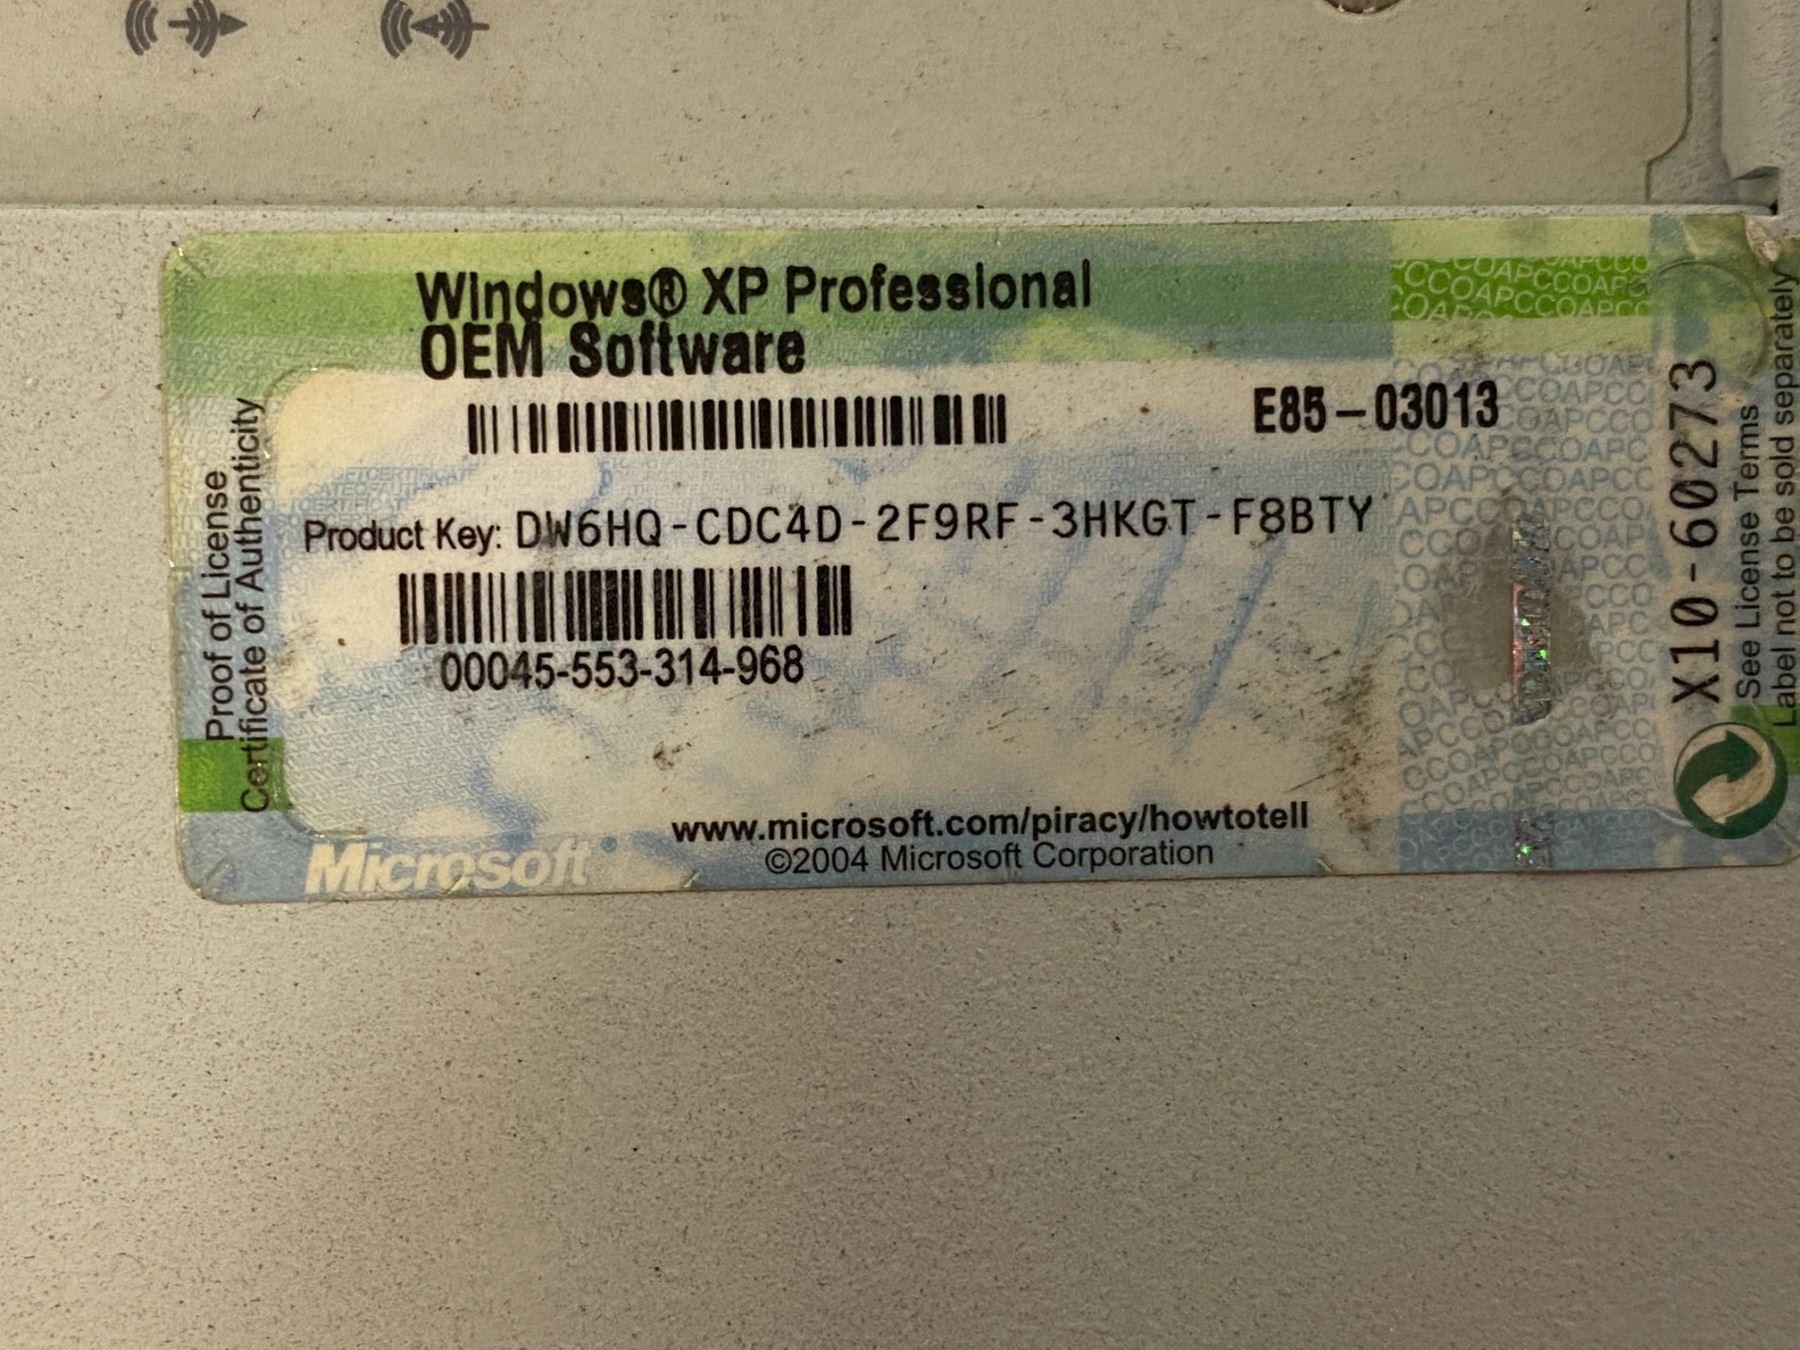 Windows® XP Professional
OEM Software
E85-03013
Product Key: DW6HQ-CDC4D-2F9RF-3HKGT-F8BTY
00045-553-314-968
www.microsoft.com/piracy/howtotell
©2004 Microsoft Corporation
Microsoft
Proof of License
Certificate of Authenticity
X10-60273
See License Terms
Label not to be sold separately